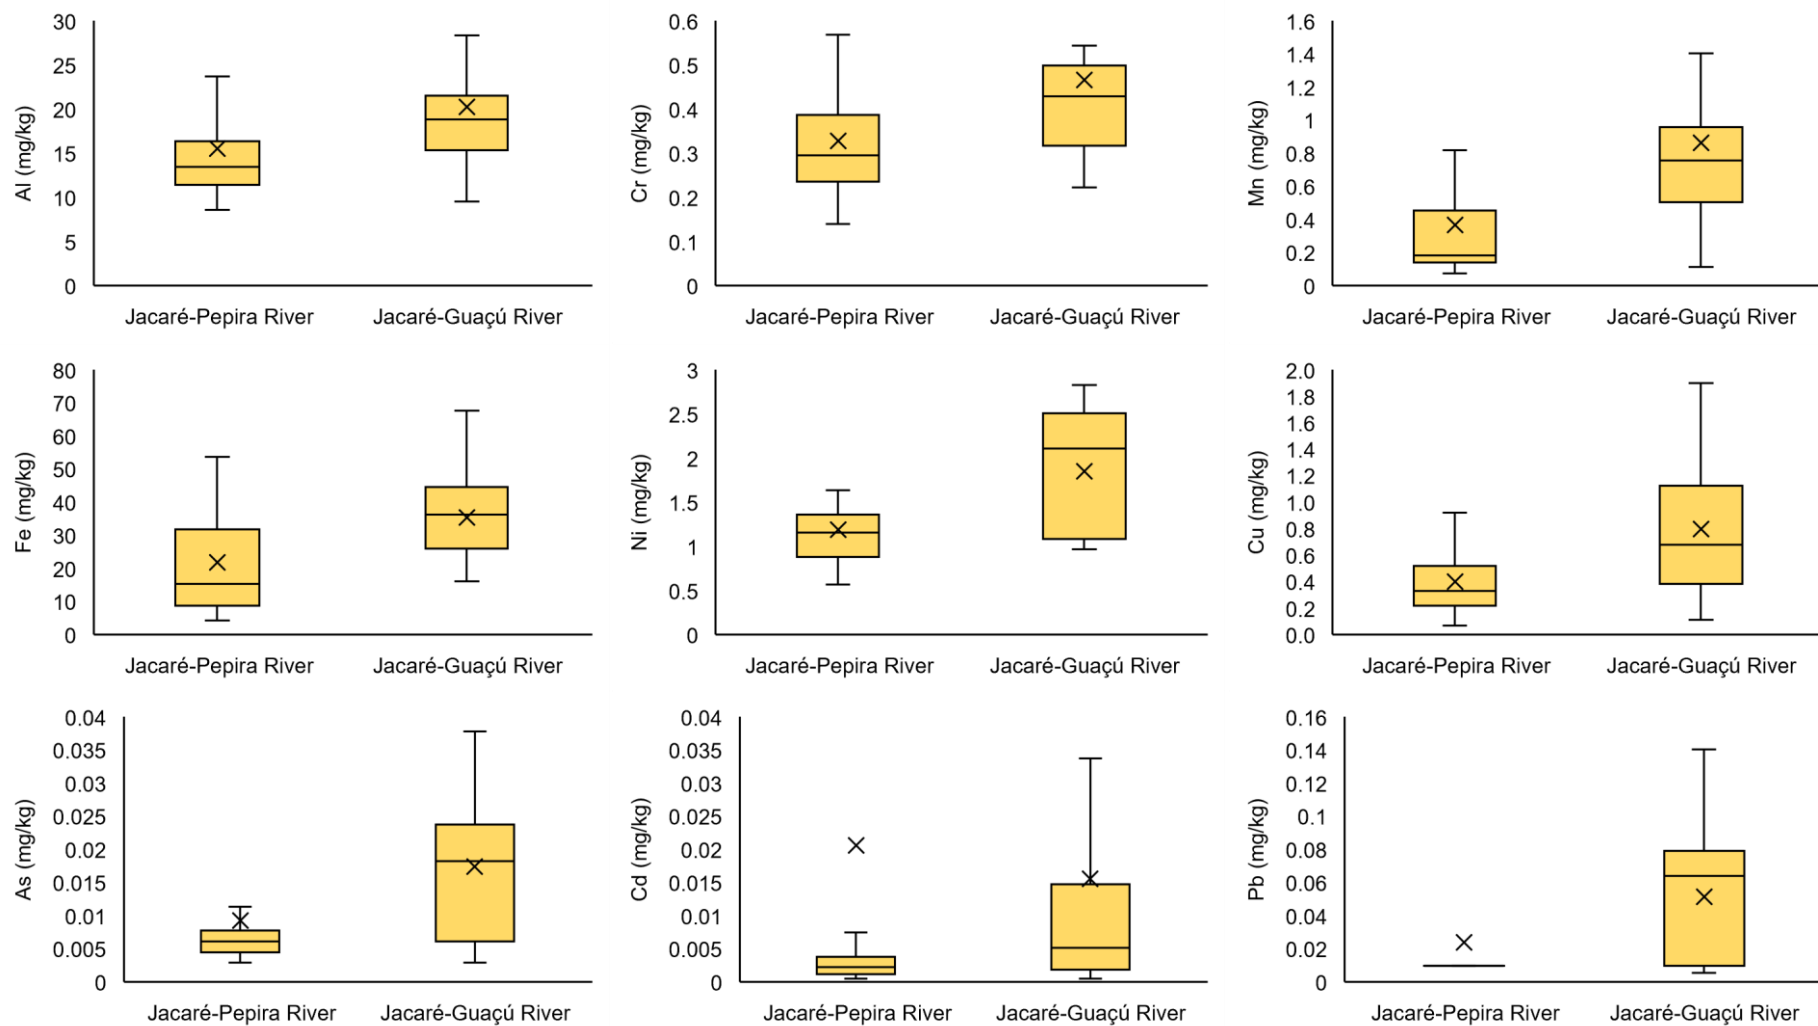 Al (mg/kg)
30
25
20
15
10
5
0
Jacaré-Pepira River
Jacaré-Guaçú River
Cr (mg/kg)
0.6
0.5
0.4
0.3
0.2
0.1
0
Jacaré-Pepira River
Jacaré-Guaçú River
Mn (mg/kg)
1.6
1.4
1.2
1
0.8
0.6
0.4
0.2
0
Jacaré-Pepira River
Jacaré-Guaçú River
Fe (mg/kg)
80
70
60
50
40
30
20
10
0
Jacaré-Pepira River
Jacaré-Guaçú River
Ni (mg/kg)
3
2.5
2
1.5
1
0.5
0
Jacaré-Pepira River
Jacaré-Guaçú River
Cu (mg/kg)
2.0
1.8
1.6
1.4
1.2
1.0
0.8
0.6
0.4
0.2
0.0
Jacaré-Pepira River
Jacaré-Guaçú River
As (mg/kg)
0.04
0.035
0.03
0.025
0.02
0.015
0.01
0.005
0
Jacaré-Pepira River
Jacaré-Guaçú River
Cd (mg/kg)
0.04
0.035
0.03
0.025
0.02
0.015
0.01
0.005
0
Jacaré-Pepira River
Jacaré-Guaçú River
Pb (mg/kg)
0.16
0.14
0.12
0.1
0.08
0.06
0.04
0.02
0
Jacaré-Pepira River
Jacaré-Guaçú River